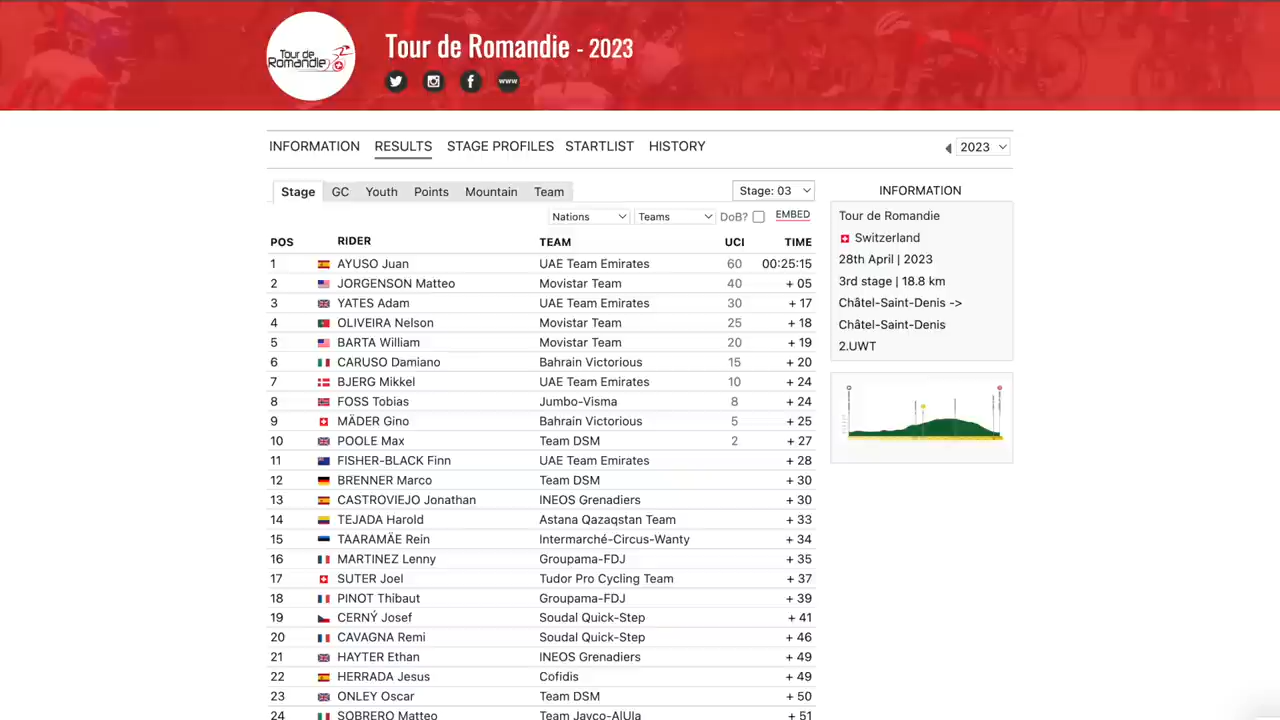 Tour de Romandie
Tour de Romandie - 2023
www
INFORMATION RESULTS STAGE PROFILES STARTLIST HISTORY 2023
Stage GC Youth Points Mountain Team Stage: 03
Nations Teams DoB? EMBED
POS RIDER TEAM UCI TIME
1 AYUSO Juan UAE Team Emirates 60 00:25:15
2 JORGENSON Matteo Movistar Team 40 + 05
3 YATES Adam UAE Team Emirates 30 + 17
4 OLIVEIRA Nelson Movistar Team 25 + 18
5 BARTA William Movistar Team 20 + 19
6 CARUSO Damiano Bahrain Victorious 15 + 20
7 BJERG Mikkel UAE Team Emirates 10 + 24
8 FOSS Tobias Jumbo-Visma 8 + 24
9 MÄDER Gino Bahrain Victorious 5 + 25
10 POOLE Max Team DSM 2 + 27
11 FISHER-BLACK Finn UAE Team Emirates + 28
12 BRENNER Marco Team DSM + 30
13 CASTROVIEJO Jonathan INEOS Grenadiers + 30
14 TEJADA Harold Astana Qazaqstan Team + 33
15 TAARAMÄE Rein Intermarché-Circus-Wanty + 34
16 MARTINEZ Lenny Groupama-FDJ + 35
17 SUTER Joel Tudor Pro Cycling Team + 37
18 PINOT Thibaut Groupama-FDJ + 39
19 CERNÝ Josef Soudal Quick-Step + 41
20 CAVAGNA Remi Soudal Quick-Step + 46
21 HAYTER Ethan INEOS Grenadiers + 49
22 HERRADA Jesus Cofidis + 49
23 ONLEY Oscar Team DSM + 50
24 SOBRERO Matteo Team Jayco-AlUla + 51
INFORMATION
Tour de Romandie
Switzerland
28th April | 2023
3rd stage | 18.8 km
Châtel-Saint-Denis ->
Châtel-Saint-Denis
2.UWT